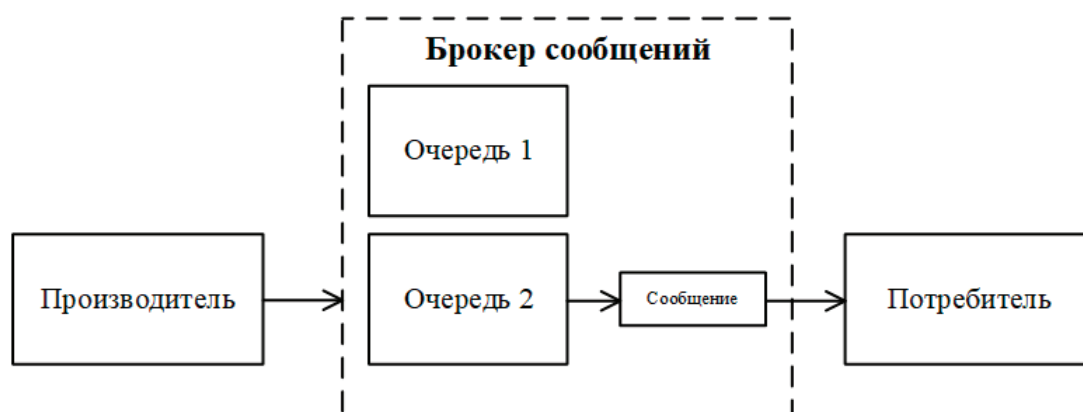 Брокер сообщений
Очередь 1
Производитель
Очередь 2
Сообщение
Потребитель